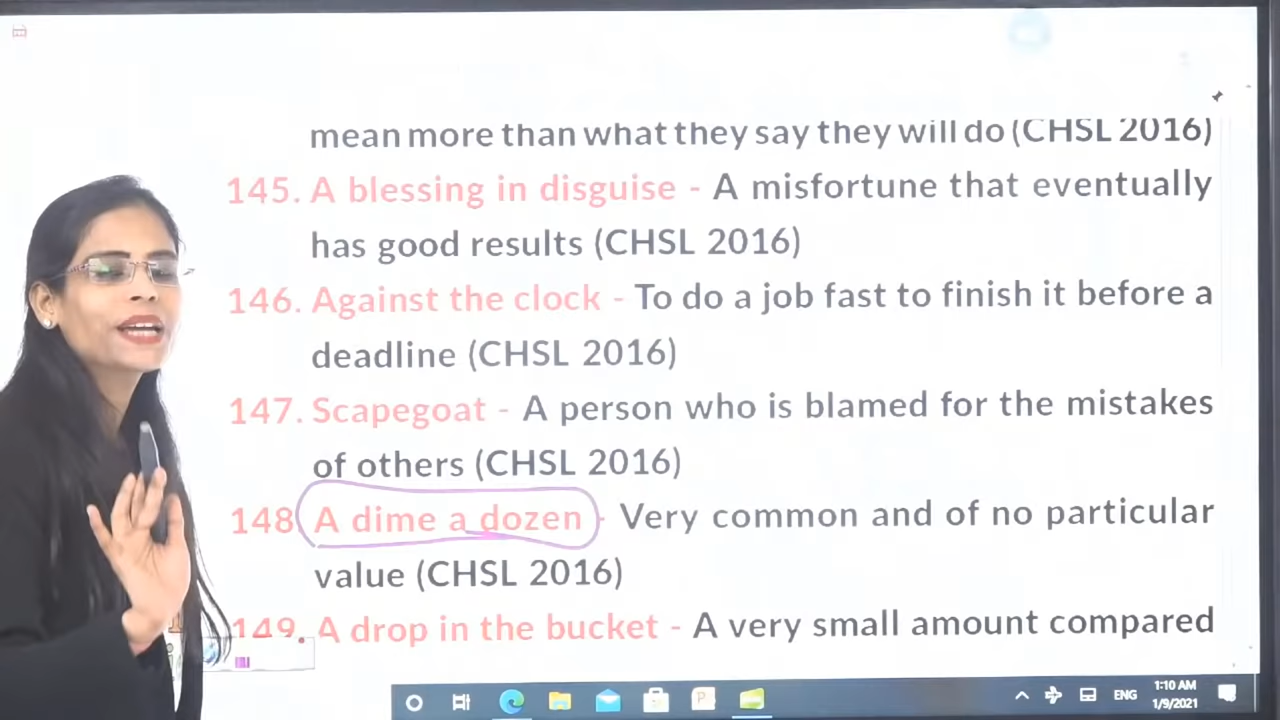 mean more than what they say they will do (CHSL 2016)
145. A blessing in disguise - A misfortune that eventually
has good results (CHSL 2016)
146. Against the clock - To do a job fast to finish it before a
deadline (CHSL 2016)
147. Scapegoat - A person who is blamed for the mistakes
of others (CHSL 2016)
148 A dime a dozen - Very common and of no particular
value (CHSL 2016)
149. A drop in the bucket - A very small amount compared
ENG
1:10 AM
1/9/2021